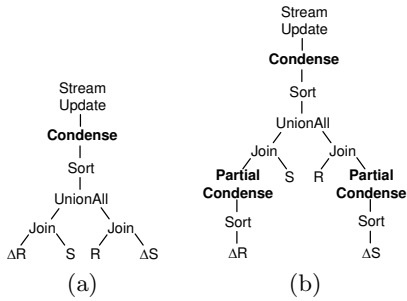 Stream
Update
Condense
Sort
UnionAll
Join Join
ΔR S R ΔS
(a)
Stream
Update
Condense
Sort
UnionAll
Join Join
Partial
Condense
S R
Partial
Condense
Sort Sort
ΔR ΔS
(b)